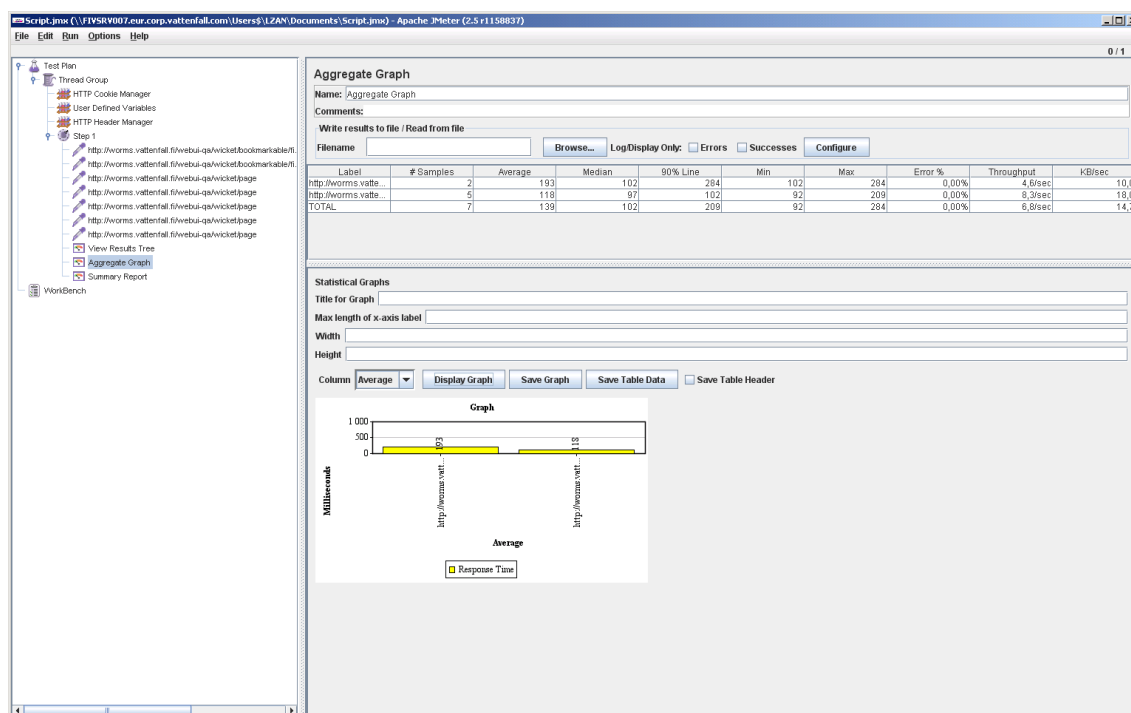 Script.jmx (\\FIVSRV007.eur.corp.vattenfall.com\Users$\LZAN\Documents\Script.jmx) - Apache JMeter (2.5 r1158837)
File Edit Run Options Help
0 / 1
Test Plan
Thread Group
HTTP Cookie Manager
User Defined Variables
HTTP Header Manager
Step 1
http://worms.vattenfall.fi/webui-qa/wicket/bookmarkable/fi.
http://worms.vattenfall.fi/webui-qa/wicket/bookmarkable/fi.
http://worms.vattenfall.fi/webui-qa/wicket/page
http://worms.vattenfall.fi/webui-qa/wicket/page
http://worms.vattenfall.fi/webui-qa/wicket/page
http://worms.vattenfall.fi/webui-qa/wicket/page
http://worms.vattenfall.fi/webui-qa/wicket/page
View Results Tree
Aggregate Graph
Summary Report
WorkBench
Aggregate Graph
Name: Aggregate Graph
Comments:
Write results to file / Read from file
Filename Browse... Log/Display Only: Errors Successes Configure
Label # Samples Average Median 90% Line Min Max Error % Throughput KB/sec
http://worms.vatte... 2 193 102 284 102 284 0,00% 4,6/sec 10,
http://worms.vatte... 5 118 97 102 92 209 0,00% 8,3/sec 18,
TOTAL 7 139 102 209 92 284 0,00% 6,8/sec 14,
Statistical Graphs
Title for Graph
Max length of x-axis label
Width
Height
Column Average Display Graph Save Graph Save Table Data Save Table Header
Graph
1 000
500
0
193
118
Milliseconds
http://worms.vatt...
http://worms.vatt...
Average
Response Time